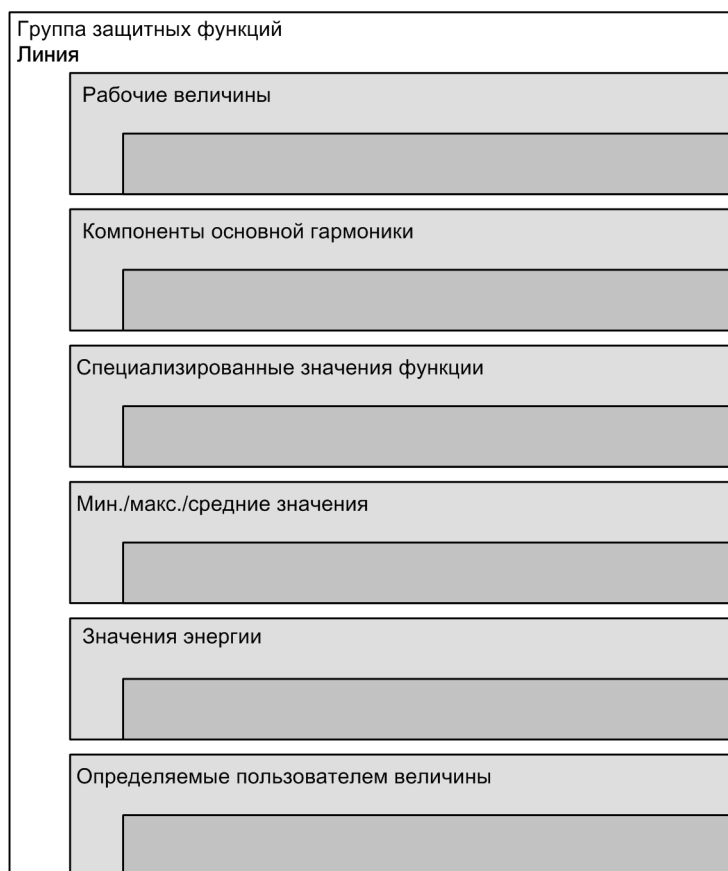 Группа защитных функций
Линия
Рабочие величины
Компоненты основной гармоники
Специализированные значения функции
Мин./макс./средние значения
Значения энергии
Определяемые пользователем величины